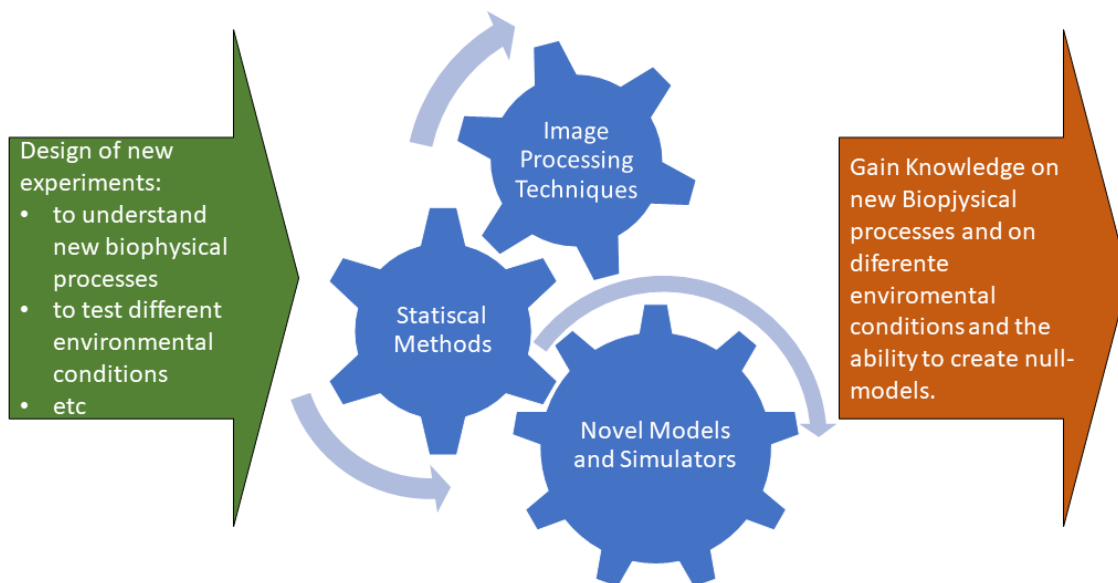 Design of new
experiments:
• to understand
new biophysical
processes
• to test different
environmental
conditions
• etc
Image
Processing
Techniques
Statiscal
Methods
Novel Models
and Simulators
Gain Knowledge on
new Biopjysical
processes and on
diferente
enviromental
conditions and the
ability to create null-
models.